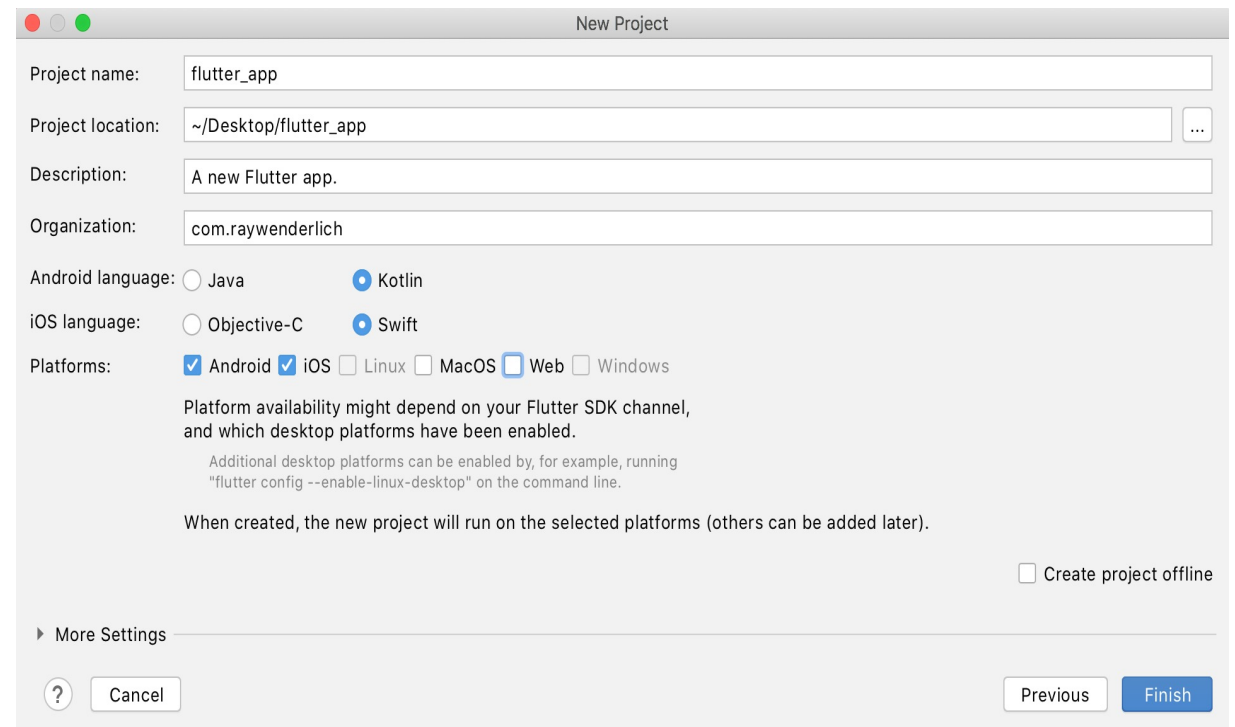 New Project
Project name: flutter_app
Project location: ~/Desktop/flutter_app ...
Description: A new Flutter app.
Organization: com.raywenderlich
Android language: Java Kotlin
iOS language: Objective-C Swift
Platforms: Android iOS Linux MacOS Web Windows
Platform availability might depend on your Flutter SDK channel,
and which desktop platforms have been enabled.
Additional desktop platforms can be enabled by, for example, running
"flutter config --enable-linux-desktop" on the command line.
When created, the new project will run on the selected platforms (others can be added later).
Create project offline
More Settings
? Cancel Previous Finish